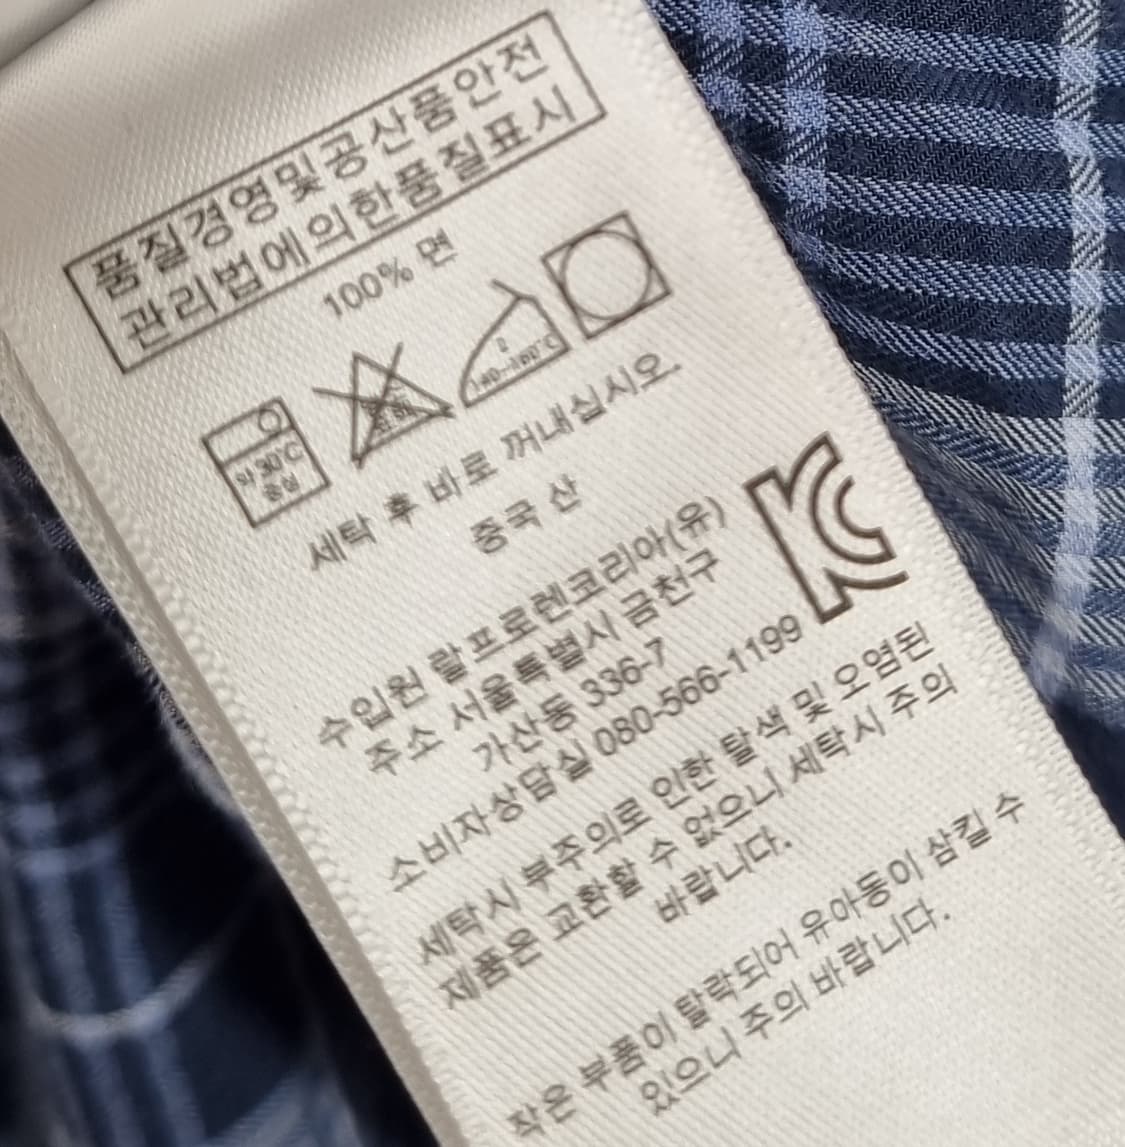 품질경영및공산품안전
관리법에의한품질표시
100% 면
약 30°C
중성
140~160°C
세탁 후 바로 꺼내십시오.
중국 산
KC
수입원 랄프로렌코리아(유)
주소 서울특별시 금천구
가산동 336-7
소비자상담실 080-566-1199
세탁시 부주의로 인한 탈색 및 오염된
제품은 교환할 수 없으니 세탁시 주의
바랍니다.
작은 부품이 탈락되어 유아동이 삼킬 수
있으니 주의 바랍니다.